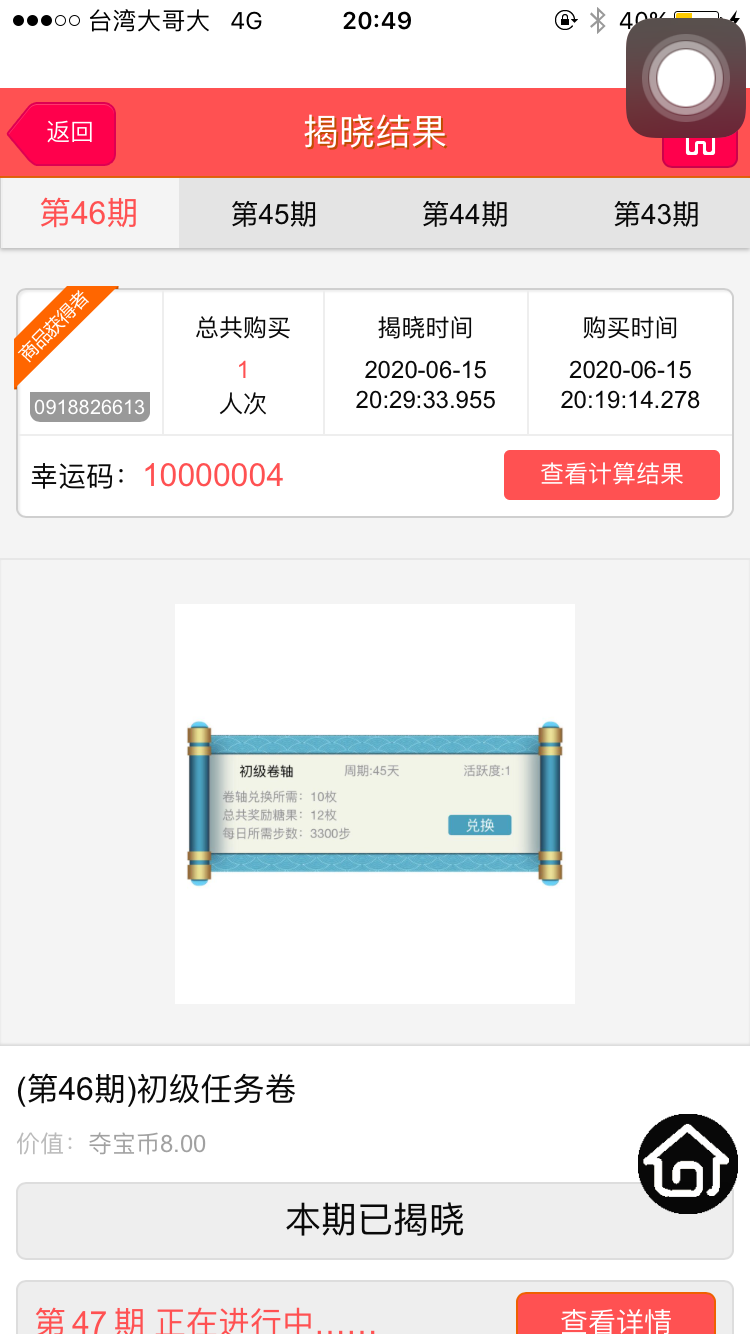 台湾大哥大 4G 20:49 40%
返回
揭晓结果
第46期 第45期 第44期 第43期
商品获得者
0918826613
总共购买
1
人次
揭晓时间
2020-06-15
20:29:33.955
购买时间
2020-06-15
20:19:14.278
幸运码： 10000004
查看计算结果
初级卷轴 周期:45天 活跃度:1
卷轴兑换所需：10枚
总共奖励糖果：12枚
每日所需步数：3300步
兑换
(第46期)初级任务卷
价值：夺宝币8.00
本期已揭晓
第 47 期 正在进行中......
查看详情